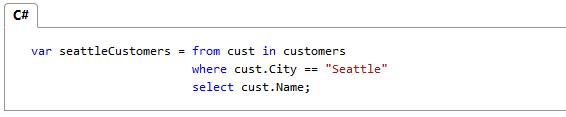 C#
var seattleCustomers = from cust in customers
where cust.City == "Seattle"
select cust.Name;